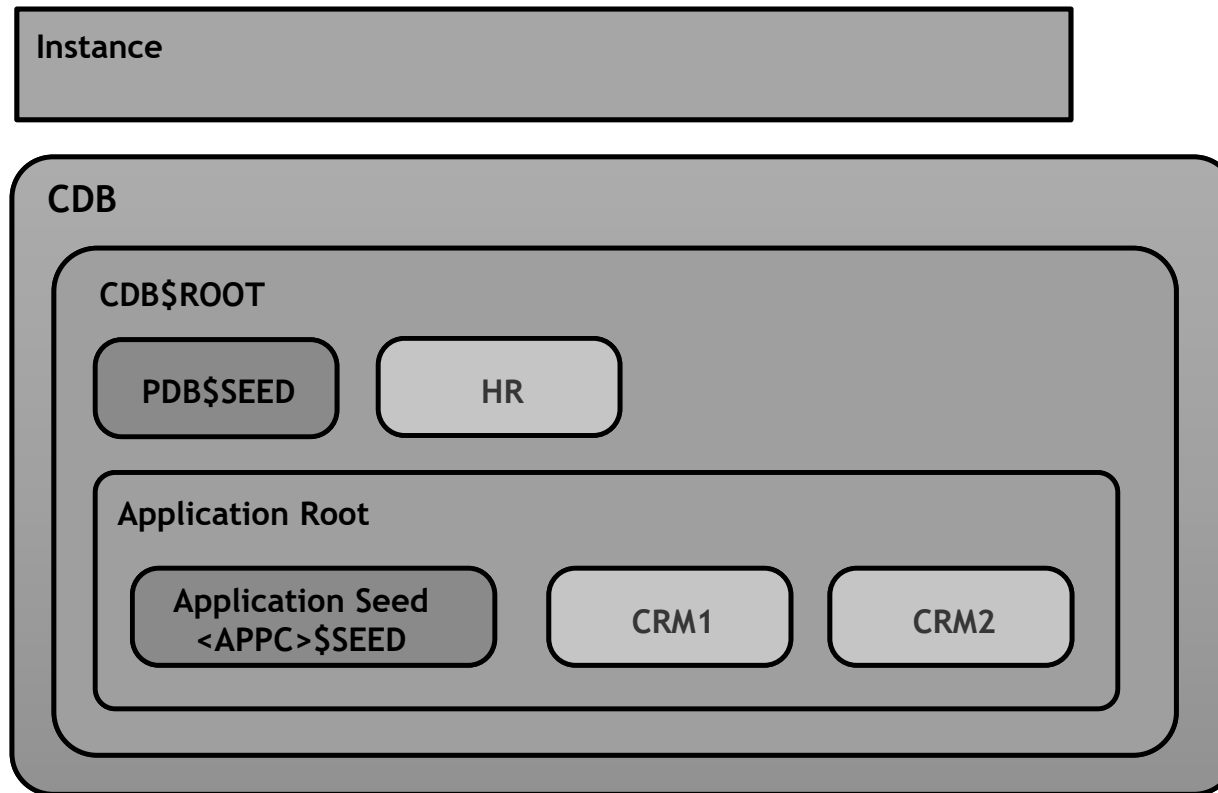 Instance
CDB
CDB$ROOT
PDB$SEED
HR
Application Root
Application Seed
<APPC>$SEED
CRM1
CRM2